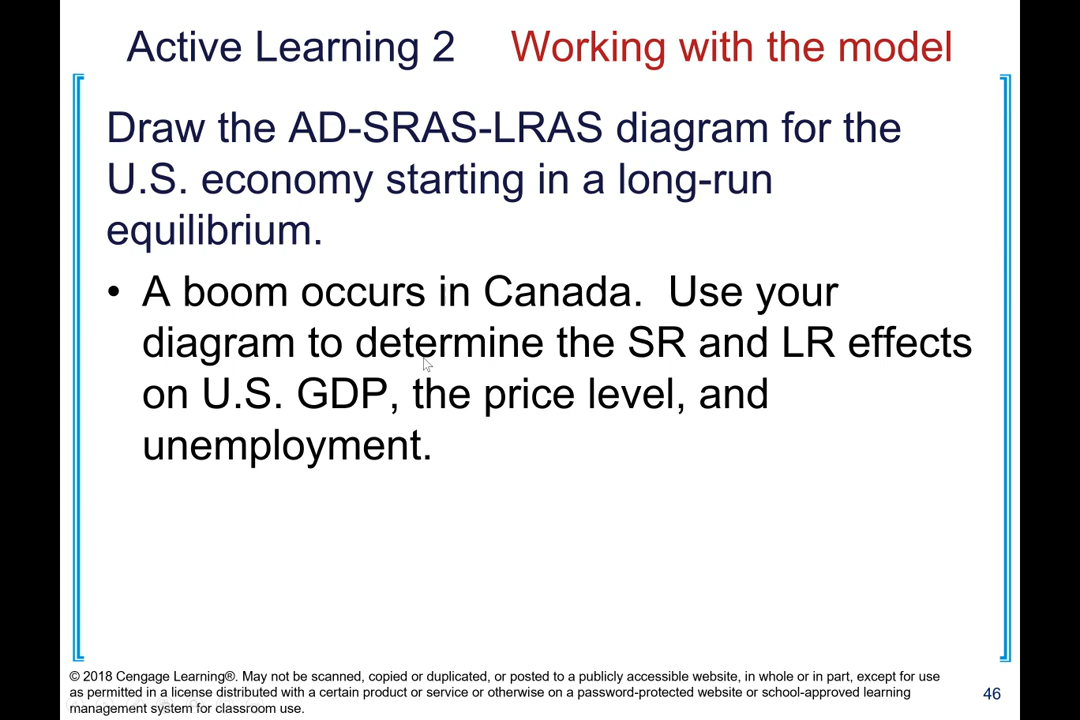 Active Learning 2 Working with the model
Draw the AD-SRAS-LRAS diagram for the
U.S. economy starting in a long-run
equilibrium.
• A boom occurs in Canada. Use your
diagram to determine the SR and LR effects
on U.S. GDP, the price level, and
unemployment.
© 2018 Cengage Learning®. May not be scanned, copied or duplicated, or posted to a publicly accessible website, in whole or in part, except for use
as permitted in a license distributed with a certain product or service or otherwise on a password-protected website or school-approved learning
management system for classroom use.
46